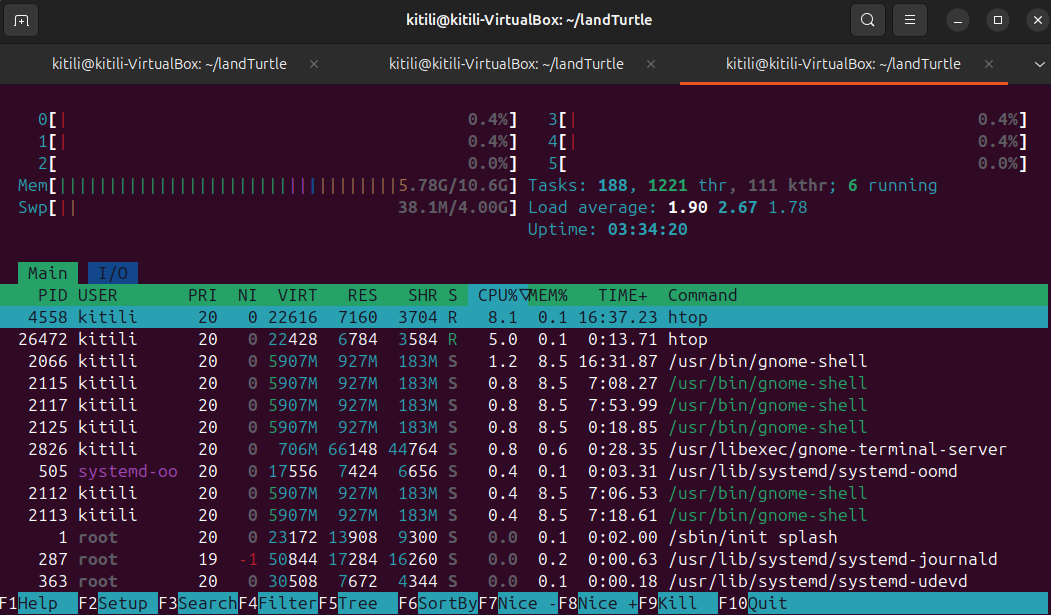 kitili@kitili-VirtualBox: ~/landTurtle
kitili@kitili-VirtualBox: ~/landTurtle × kitili@kitili-VirtualBox: ~/landTurtle × kitili@kitili-VirtualBox: ~/landTurtle ×
0[| 0.4%] 3[| 0.4%]
1[| 0.4%] 4[| 0.4%]
2[ 0.0%] 5[ 0.0%]
Mem[||||||||||||||||||||||||||||||||||5.78G/10.6G] Tasks: 188, 1221 thr, 111 kthr; 6 running
Swp[|| 38.1M/4.00G] Load average: 1.90 2.67 1.78
Uptime: 03:34:20
Main I/O
PID USER PRI NI VIRT RES SHR S CPU%▽MEM% TIME+ Command
4558 kitili 20 0 22616 7160 3704 R 8.1 0.1 16:37.23 htop
26472 kitili 20 0 22428 6784 3584 R 5.0 0.1 0:13.71 htop
2066 kitili 20 0 5907M 927M 183M S 1.2 8.5 16:31.87 /usr/bin/gnome-shell
2115 kitili 20 0 5907M 927M 183M S 0.8 8.5 7:08.27 /usr/bin/gnome-shell
2117 kitili 20 0 5907M 927M 183M S 0.8 8.5 7:53.99 /usr/bin/gnome-shell
2125 kitili 20 0 5907M 927M 183M S 0.8 8.5 0:18.85 /usr/bin/gnome-shell
2826 kitili 20 0 706M 66148 44764 S 0.8 0.6 0:28.35 /usr/libexec/gnome-terminal-server
505 systemd-oo 20 0 17556 7424 6656 S 0.4 0.1 0:03.31 /usr/lib/systemd/systemd-oomd
2112 kitili 20 0 5907M 927M 183M S 0.4 8.5 7:06.53 /usr/bin/gnome-shell
2113 kitili 20 0 5907M 927M 183M S 0.4 8.5 7:18.61 /usr/bin/gnome-shell
1 root 20 0 23172 13908 9300 S 0.0 0.1 0:02.00 /sbin/init splash
287 root 19 -1 50844 17284 16260 S 0.0 0.2 0:00.63 /usr/lib/systemd/systemd-journald
363 root 20 0 30508 7672 4344 S 0.0 0.1 0:00.18 /usr/lib/systemd/systemd-udevd
F1Help F2Setup F3SearchF4FilterF5Tree F6SortByF7Nice -F8Nice +F9Kill F10Quit